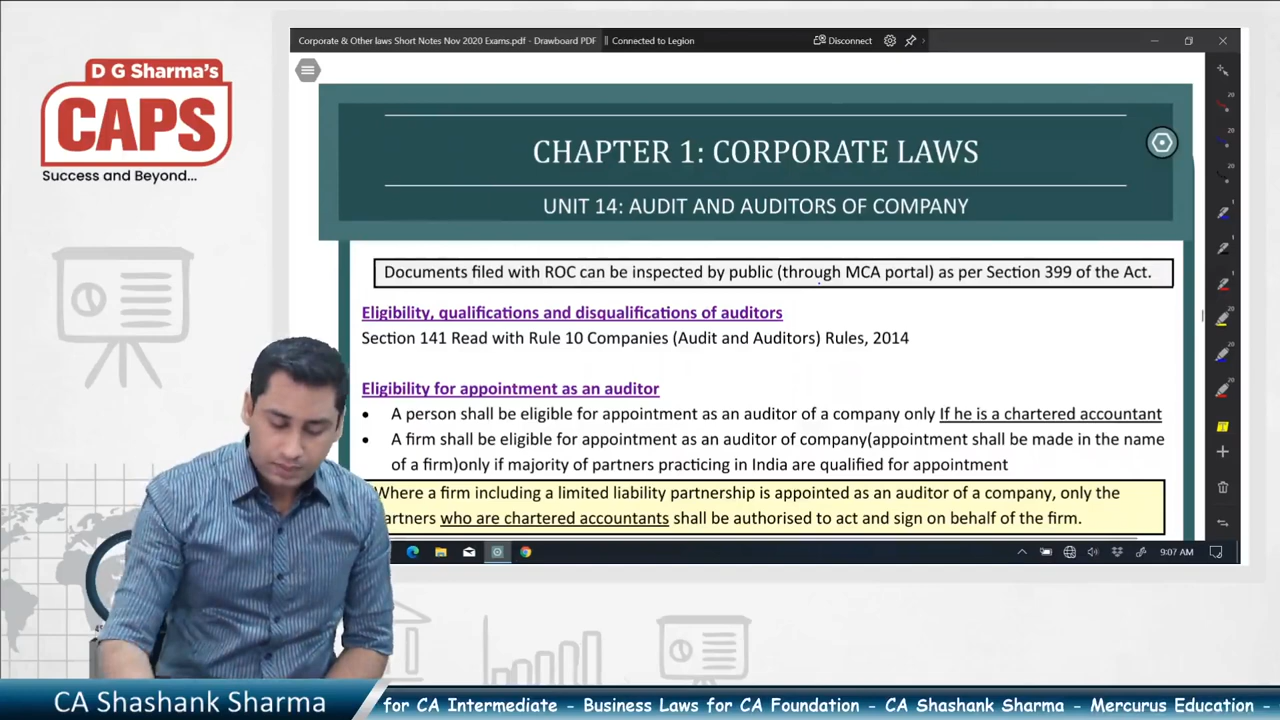 D G Sharma's
CAPS
Success and Beyond...
Corporate & Other laws Short Notes Nov 2020 Exams.pdf - Drawboard PDF
Connected to Legion
Disconnect
CHAPTER 1: CORPORATE LAWS
UNIT 14: AUDIT AND AUDITORS OF COMPANY
Documents filed with ROC can be inspected by public (through MCA portal) as per Section 399 of the Act.
Eligibility, qualifications and disqualifications of auditors
Section 141 Read with Rule 10 Companies (Audit and Auditors) Rules, 2014
Eligibility for appointment as an auditor
• A person shall be eligible for appointment as an auditor of a company only If he is a chartered accountant
• A firm shall be eligible for appointment as an auditor of company(appointment shall be made in the name
of a firm)only if majority of partners practicing in India are qualified for appointment
Where a firm including a limited liability partnership is appointed as an auditor of a company, only the
artners who are chartered accountants shall be authorised to act and sign on behalf of the firm.
9:07 AM
CA Shashank Sharma
for CA Intermediate - Business Laws for CA Foundation - CA Shashank Sharma - Mercurus Education -